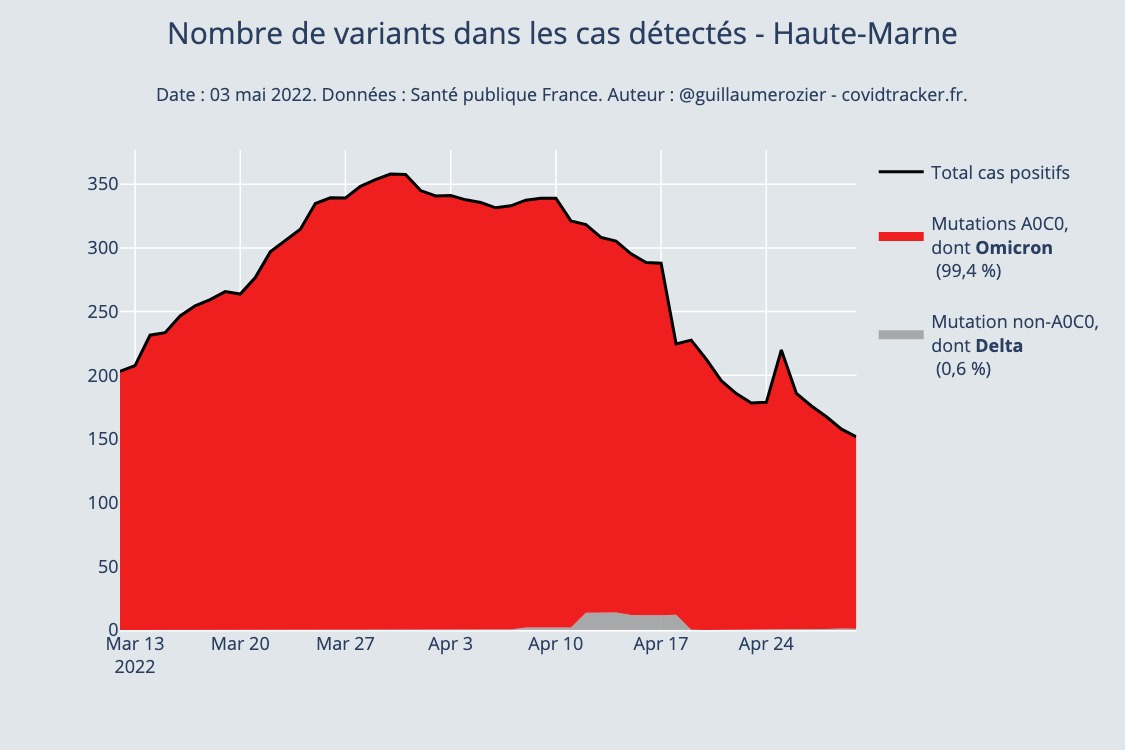 Nombre de variants dans les cas détectés - Haute-Marne
Date : 03 mai 2022. Données : Santé publique France. Auteur : @guillaumerozier - covidtracker.fr.
350
300
250
200
150
100
50
0
Mar 13
2022
Mar 20
Mar 27
Apr 3
Apr 10
Apr 17
Apr 24
Total cas positifs
Mutations A0C0,
dont Omicron
(99,4 %)
Mutation non-A0C0,
dont Delta
(0,6 %)